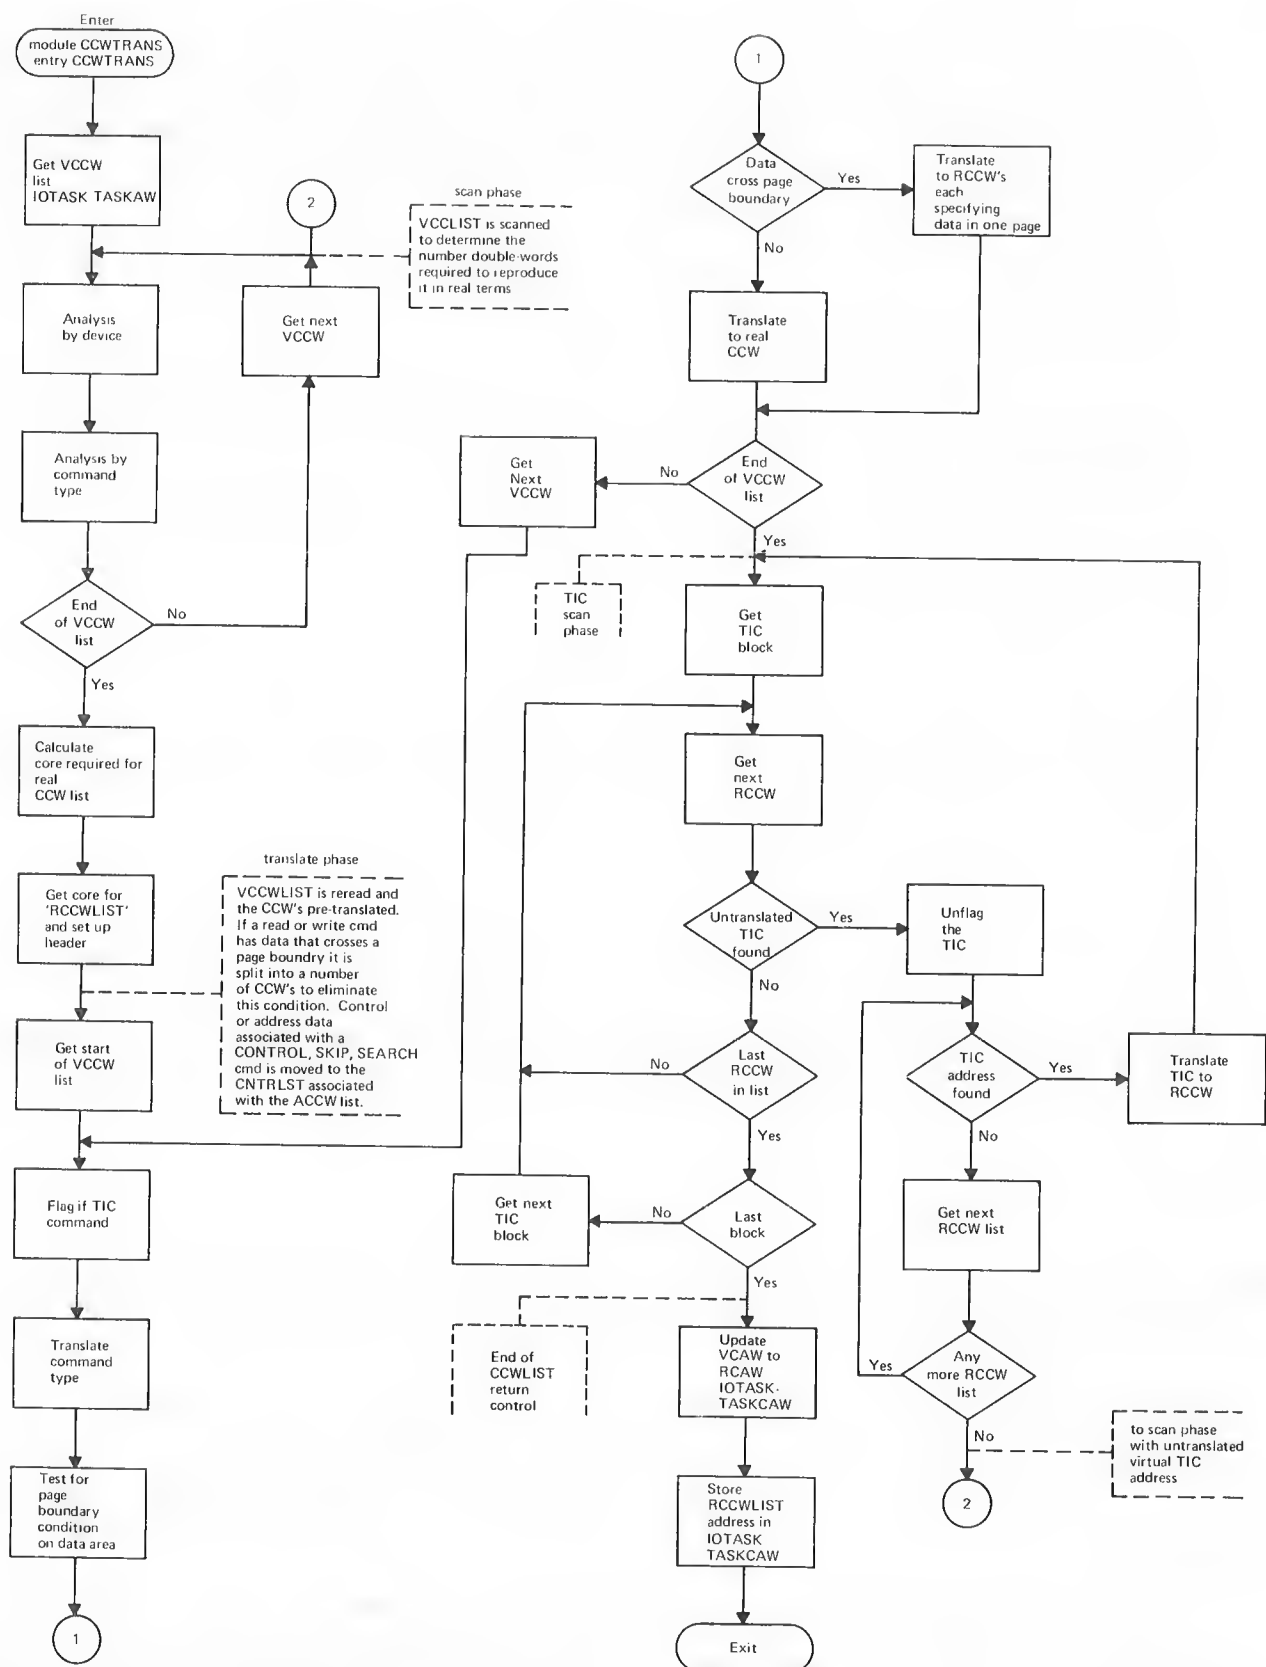 Enter
module CCWTRANS
entry CCWTRANS
Get VCCW
list
IOTASK TASKAW
2
scan phase
VCCLIST is scanned
to determine the
number double-words
required to reproduce
it in real terms
Analysis
by device
Get next
VCCW
Analysis by
command
type
End
of VCCW
list
No
Yes
Calculate
core required for
real
CCW list
Get core for
'RCCWLIST'
and set up
header
translate phase
VCCWLIST is reread and
the CCW's pre-translated.
If a read or write cmd
has data that crosses a
page boundry it is
split into a number
of CCW's to eliminate
this condition. Control
or address data
associated with a
CONTROL, SKIP, SEARCH
cmd is moved to the
CNTRLST associated
with the ACCW list.
Get start
of VCCW
list
Flag if TIC
command
Translate
command
type
Test for
page
boundary
condition
on data area
1
1
Data
cross page
boundary
Yes
Translate
to RCCW's
each
specifying
data in one page
No
Translate
to real
CCW
End
of VCCW
list
No
Get
Next
VCCW
Yes
TIC
scan
phase
Get
TIC
block
Get
next
RCCW
Untranslated
TIC
found
Yes
Unflag
the
TIC
No
Last
RCCW
in list
No
Yes
TIC
address
found
Yes
Translate
TIC to
RCCW
No
Get next
TIC
block
No
Last
block
Yes
Get next
RCCW list
End of
CCWLIST
return
control
Update
VCAW to
RCAW
IOTASK-
TASKCAW
Yes
Any
more RCCW
list
No
to scan phase
with untranslated
virtual TIC
address
2
Store
RCCWLIST
address in
IOTASK
TASKCAW
Exit